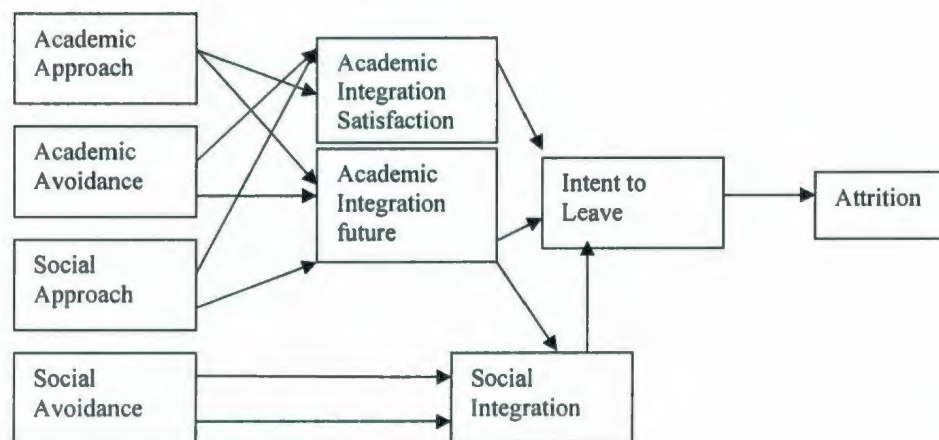 Academic
Approach
Academic
Avoidance
Social
Approach
Social
Avoidance
Academic
Integration
Satisfaction
Academic
Integration
future
Social
Integration
Intent to
Leave
Attrition